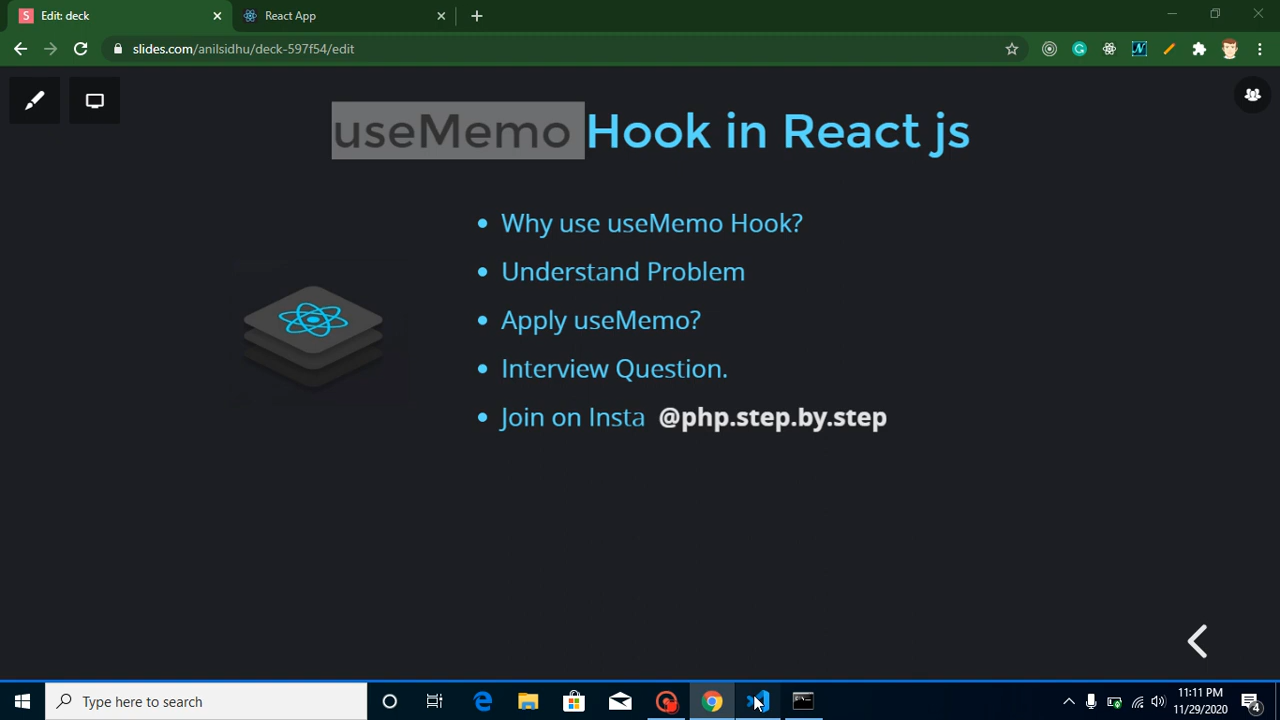 Edit: deck
React App
slides.com/anilsidhu/deck-597f54/edit
useMemo Hook in React js
Why use useMemo Hook?
Understand Problem
Apply useMemo?
Interview Question.
Join on Insta @php.step.by.step
Type here to search
11:11 PM
11/29/2020
4